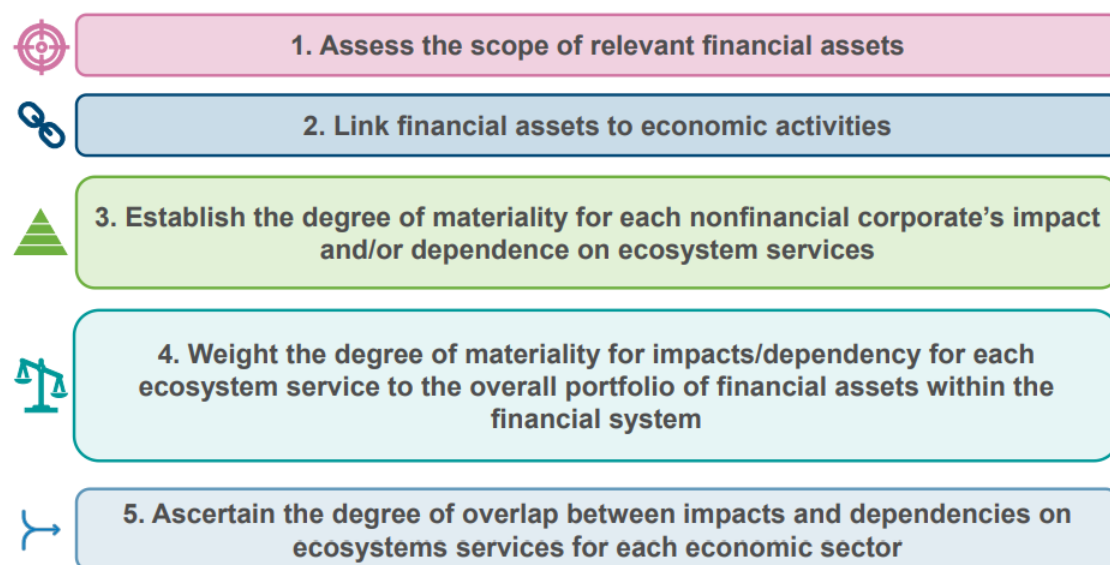 1. Assess the scope of relevant financial assets
2. Link financial assets to economic activities
3. Establish the degree of materiality for each nonfinancial corporate’s impact
and/or dependence on ecosystem services
4. Weight the degree of materiality for impacts/dependency for each
ecosystem service to the overall portfolio of financial assets within the
financial system
5. Ascertain the degree of overlap between impacts and dependencies on
ecosystems services for each economic sector